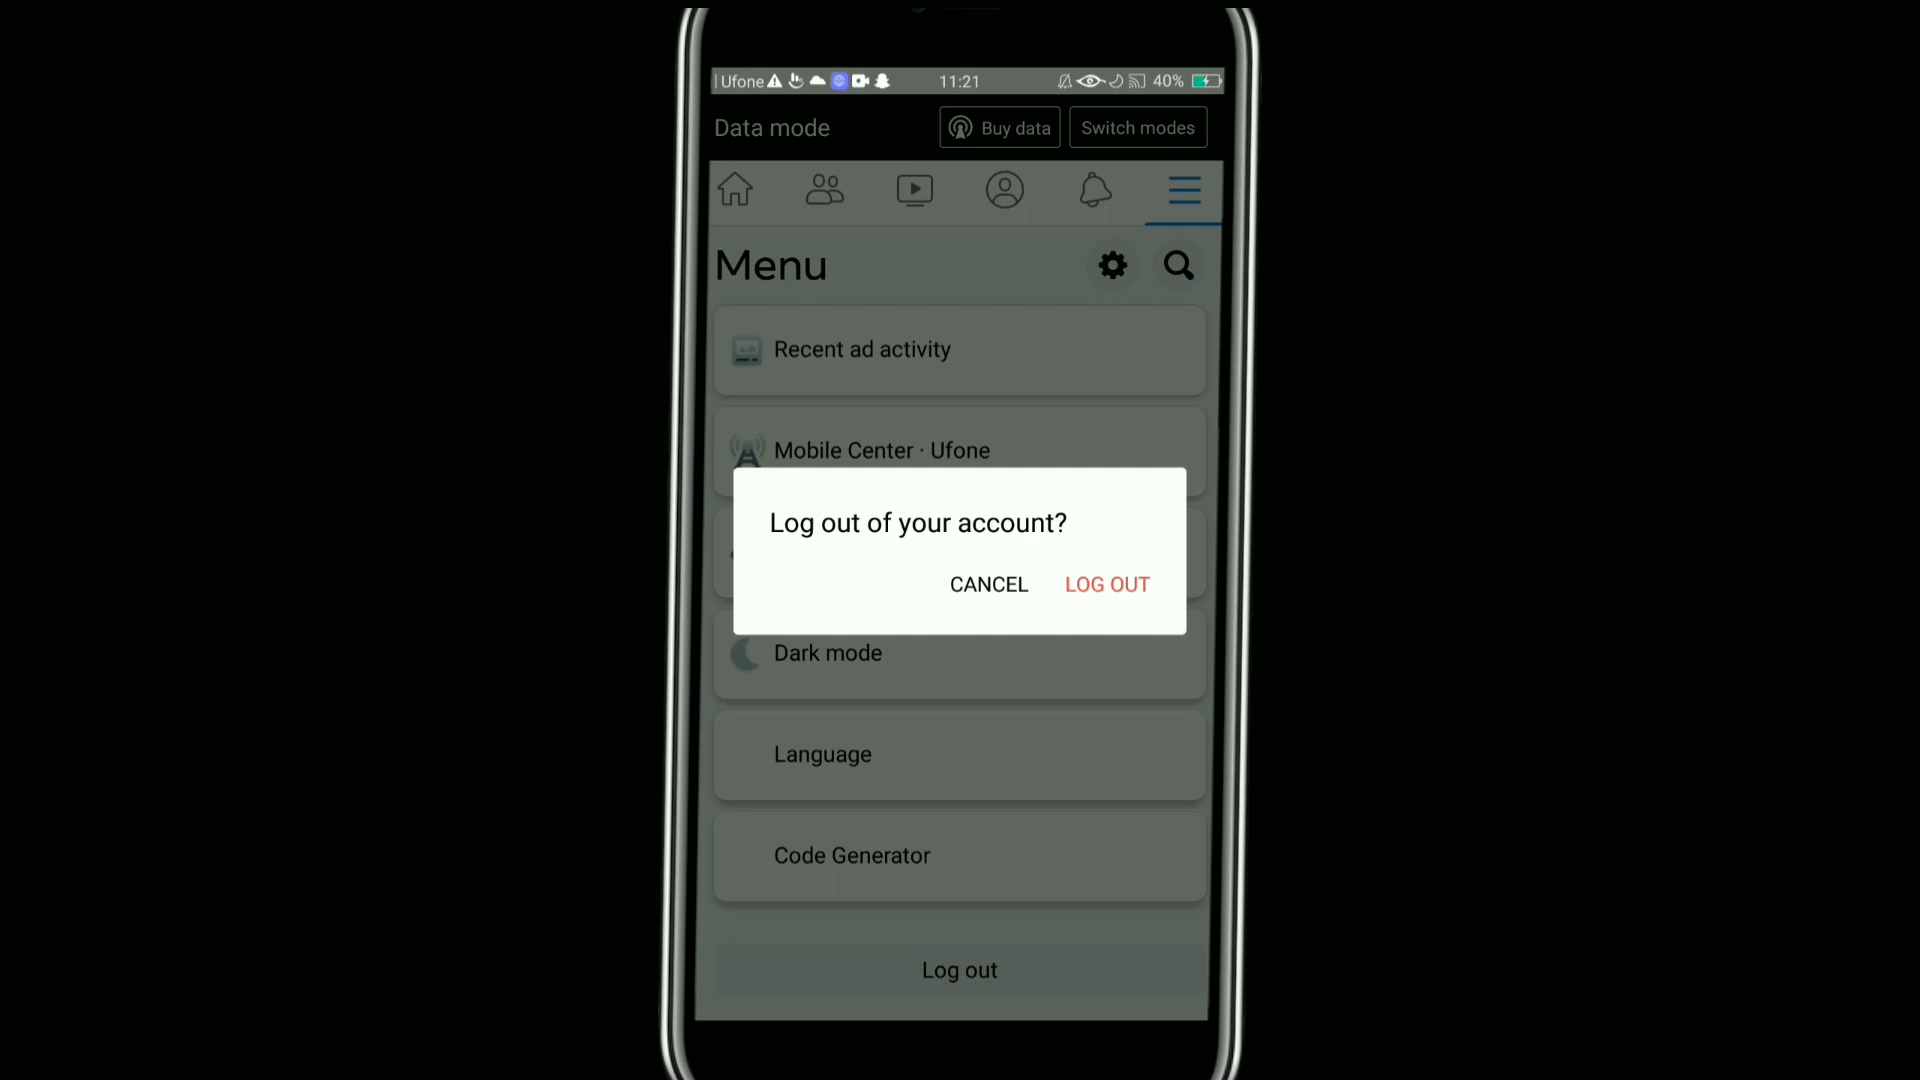 Ufone 11:21 40%
Data mode Buy data Switch modes
Menu
Recent ad activity
Mobile Center · Ufone
Log out of your account?
CANCEL LOG OUT
Dark mode
Language
Code Generator
Log out